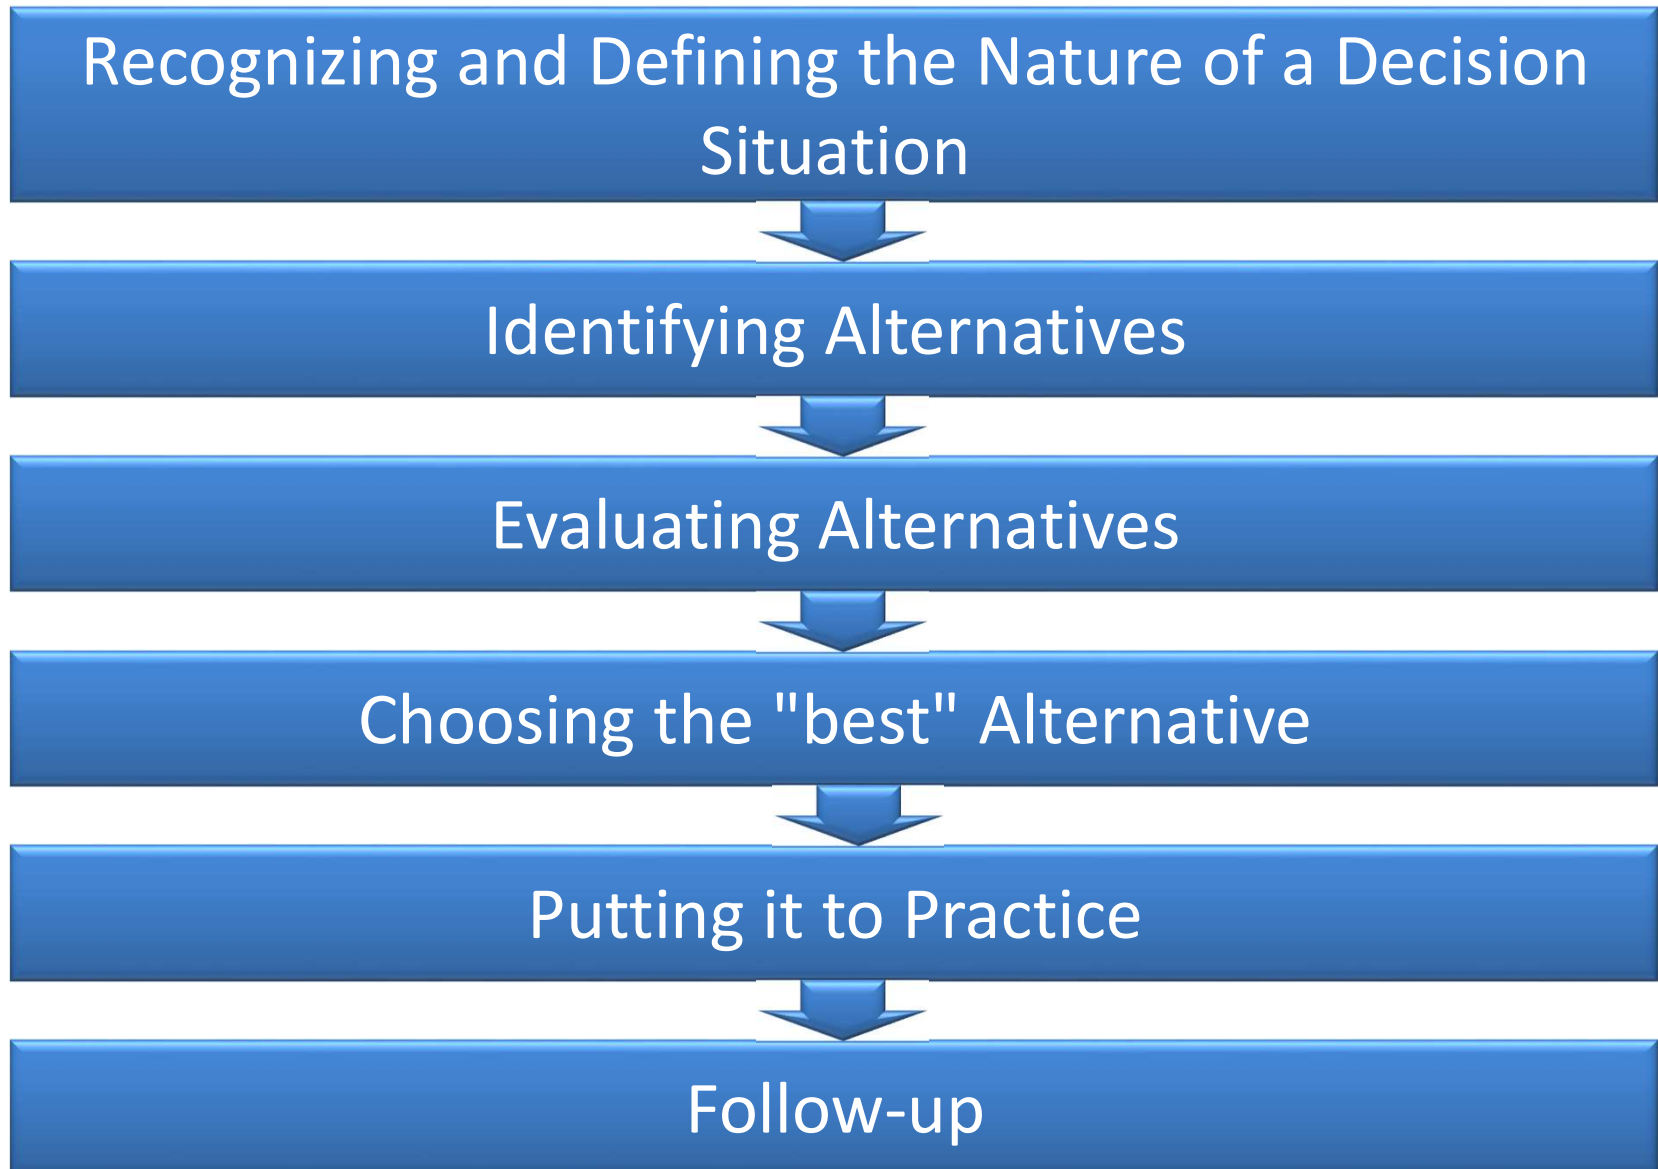 Recognizing and Defining the Nature of a Decision
Situation
Identifying Alternatives
Evaluating Alternatives
Choosing the "best" Alternative
Putting it to Practice
Follow-up